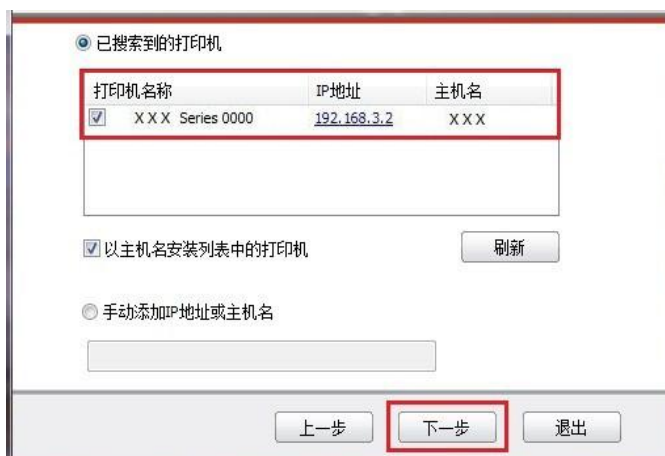 已搜索到的打印机
打印机名称 IP地址 主机名
XXX Series 0000 192.168.3.2 XXX
以主机名安装列表中的打印机 刷新
手动添加IP地址或主机名
上一步 下一步 退出